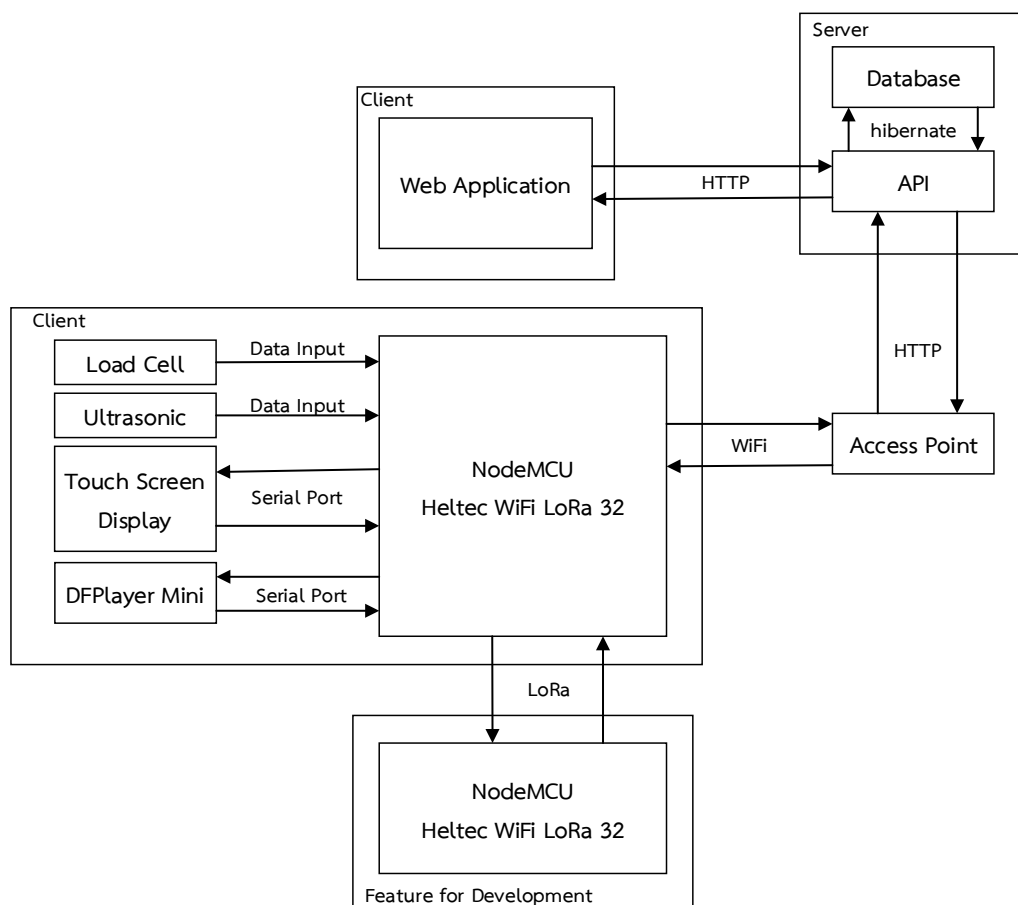 Server
Database
hibernate
API
Client
Web Application
HTTP
HTTP
Client
Load Cell
Data Input
Ultrasonic
Data Input
Touch Screen
Display
Serial Port
DFPlayer Mini
Serial Port
NodeMCU
Heltec WiFi LoRa 32
WiFi
Access Point
LoRa
NodeMCU
Heltec WiFi LoRa 32
Feature for Development